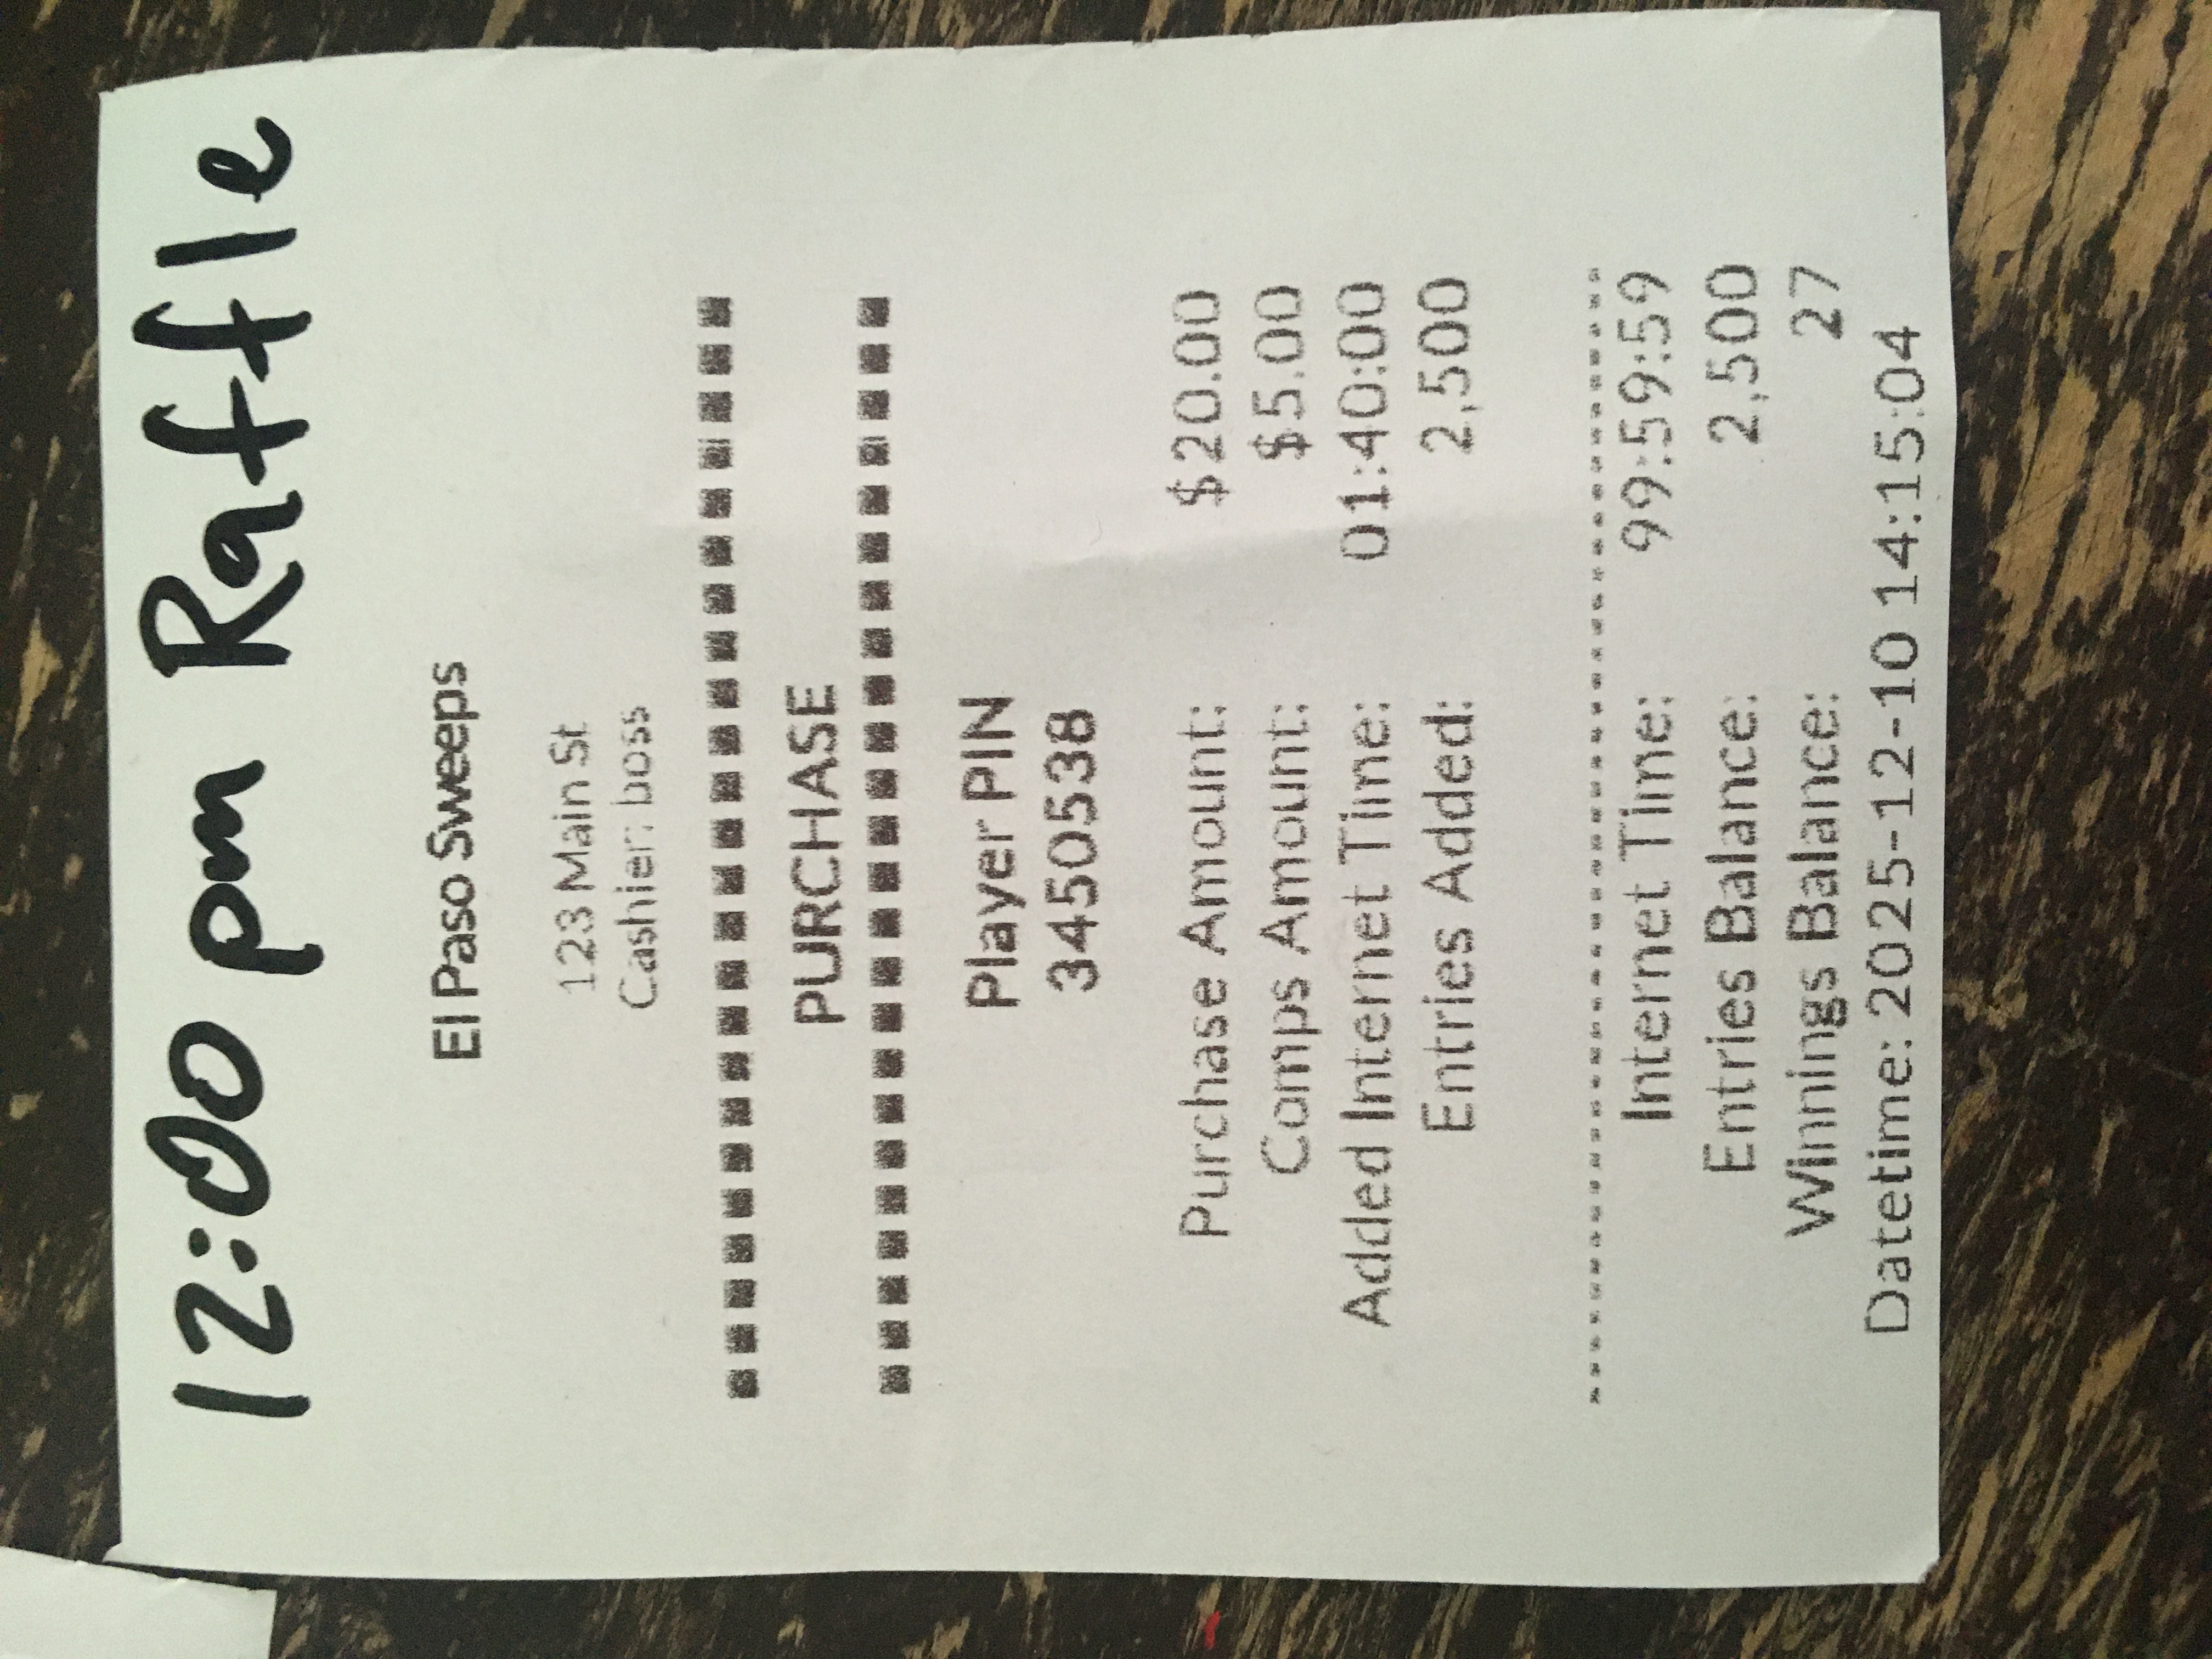 12:00 pm Raffle
El Paso Sweeps
123 Main St
Cashier: boss
PURCHASE
Player PIN
3450538
Purchase Amount: $20.00
Comps Amount: $5.00
Added Internet Time: 01:40:00
Entries Added: 2,500
Internet Time: 99:59:59
Entries Balance: 2,500
Winnings Balance: 27
Datetime: 2025-12-10 14:15:04